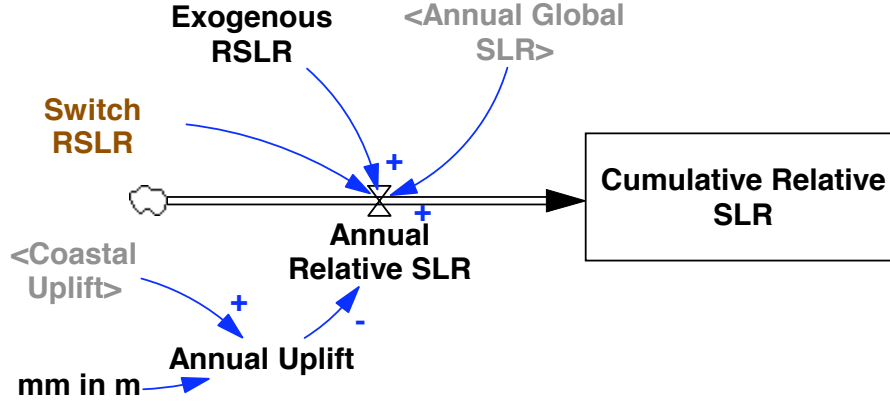 Exogenous
RSLR
<Annual Global
SLR>
Switch
RSLR
+
Cumulative Relative
SLR
+
Annual
Relative SLR
<Coastal
Uplift>
+
-
Annual Uplift
mm in m